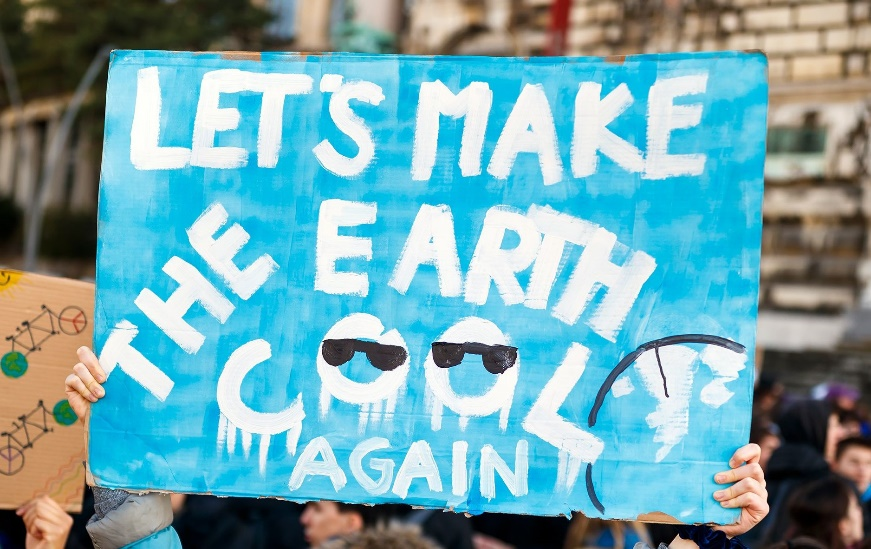 LET'S MAKE
THE EARTH
COOL
AGAIN